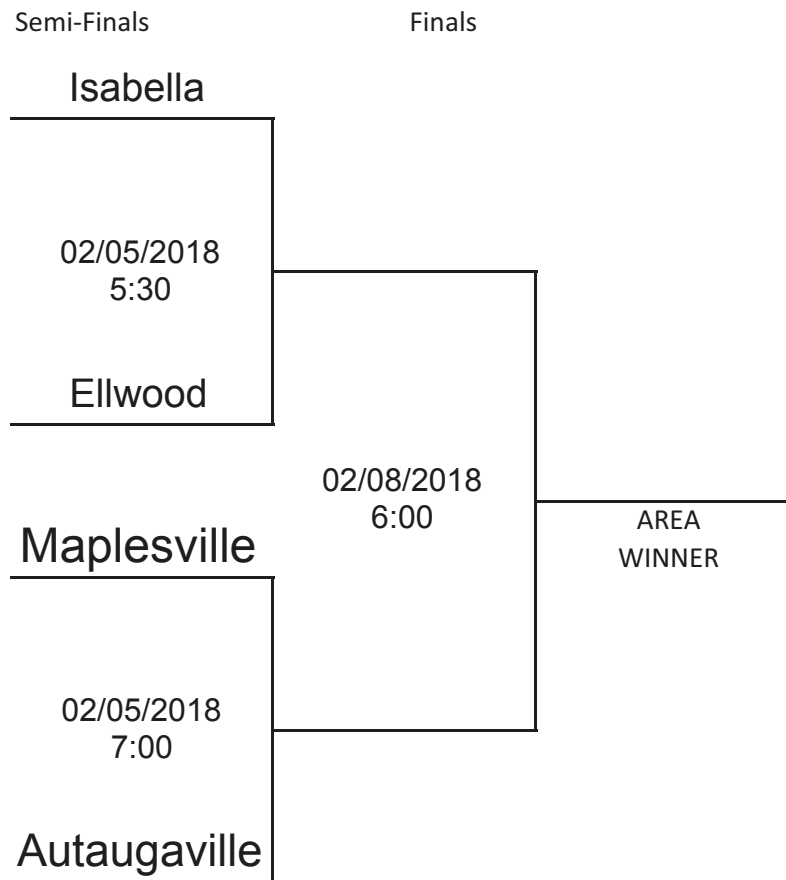 Semi-Finals
Finals
Isabella
02/05/2018
5:30
Ellwood
02/08/2018
6:00
AREA
WINNER
Maplesville
02/05/2018
7:00
Autaugaville